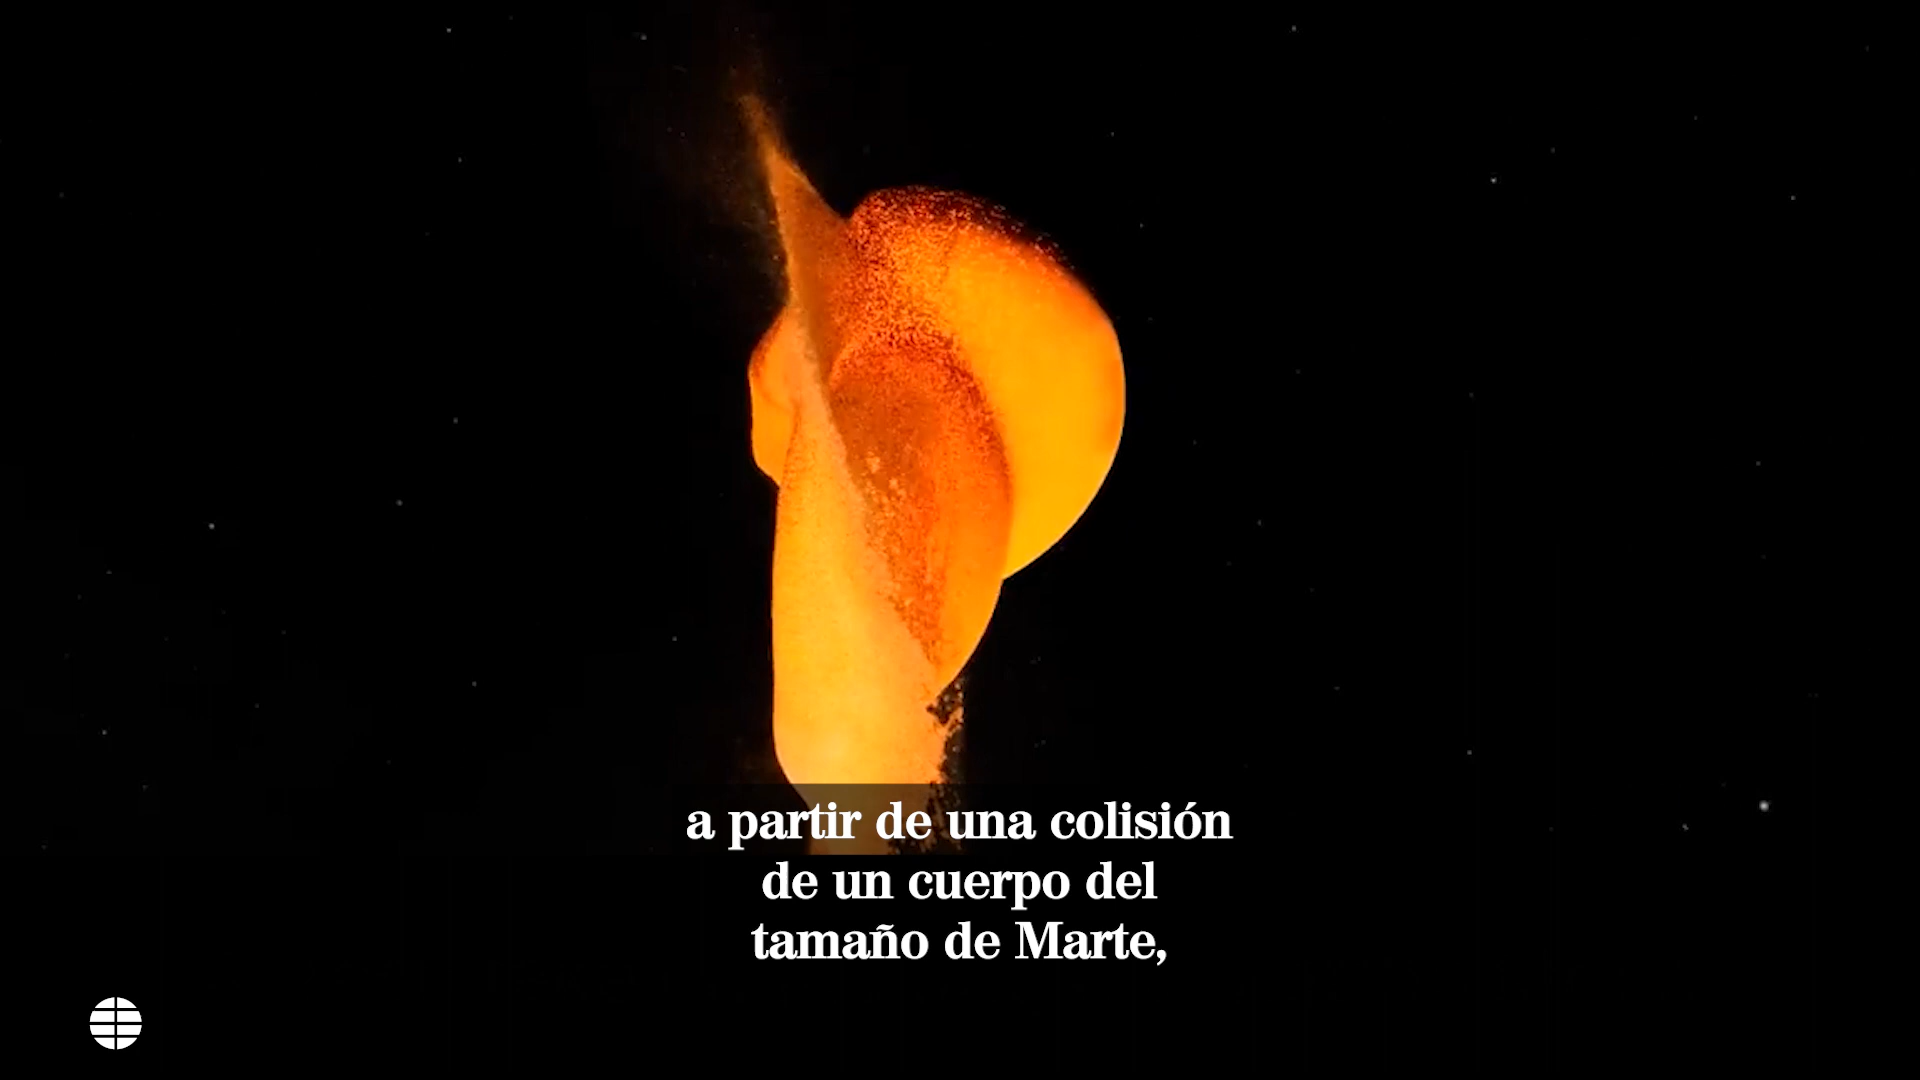 a partir de una colisión
de un cuerpo del
tamaño de Marte,